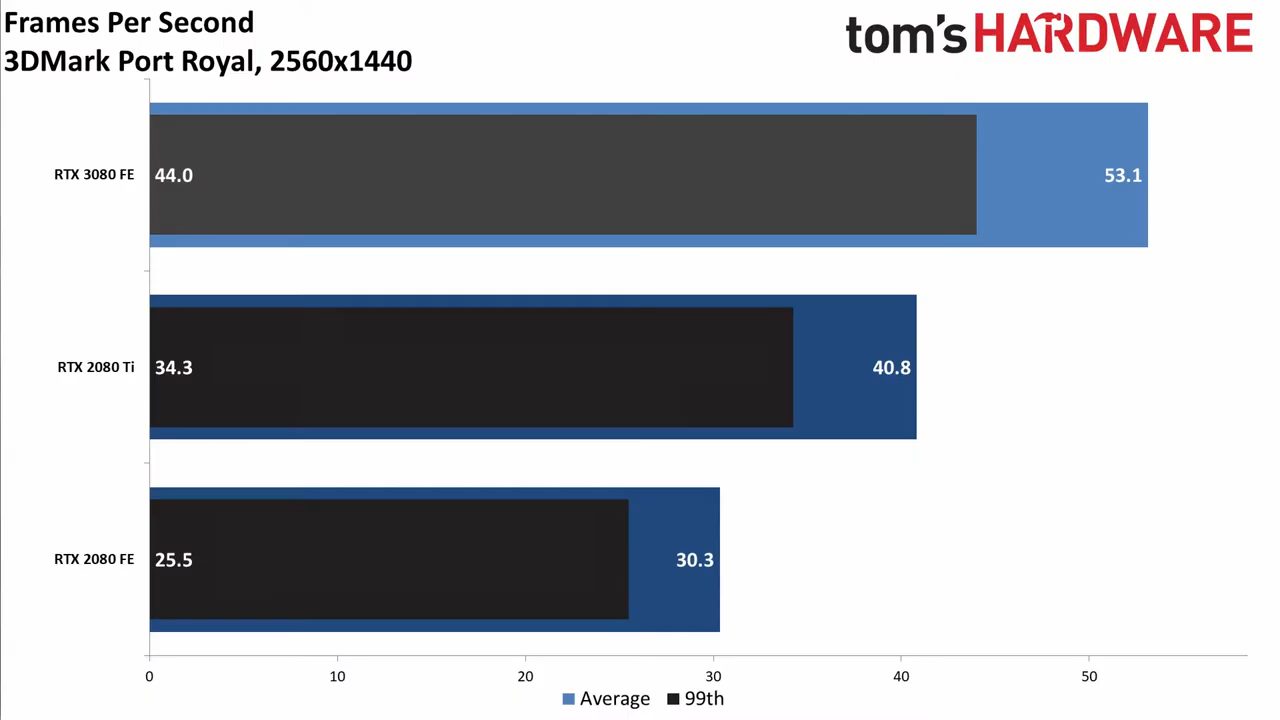 Frames Per Second
3DMark Port Royal, 2560x1440
tom's HARDWARE
RTX 3080 FE
44.0
53.1
RTX 2080 Ti
34.3
40.8
RTX 2080 FE
25.5
30.3
0 10 20 30 40 50
Average 99th